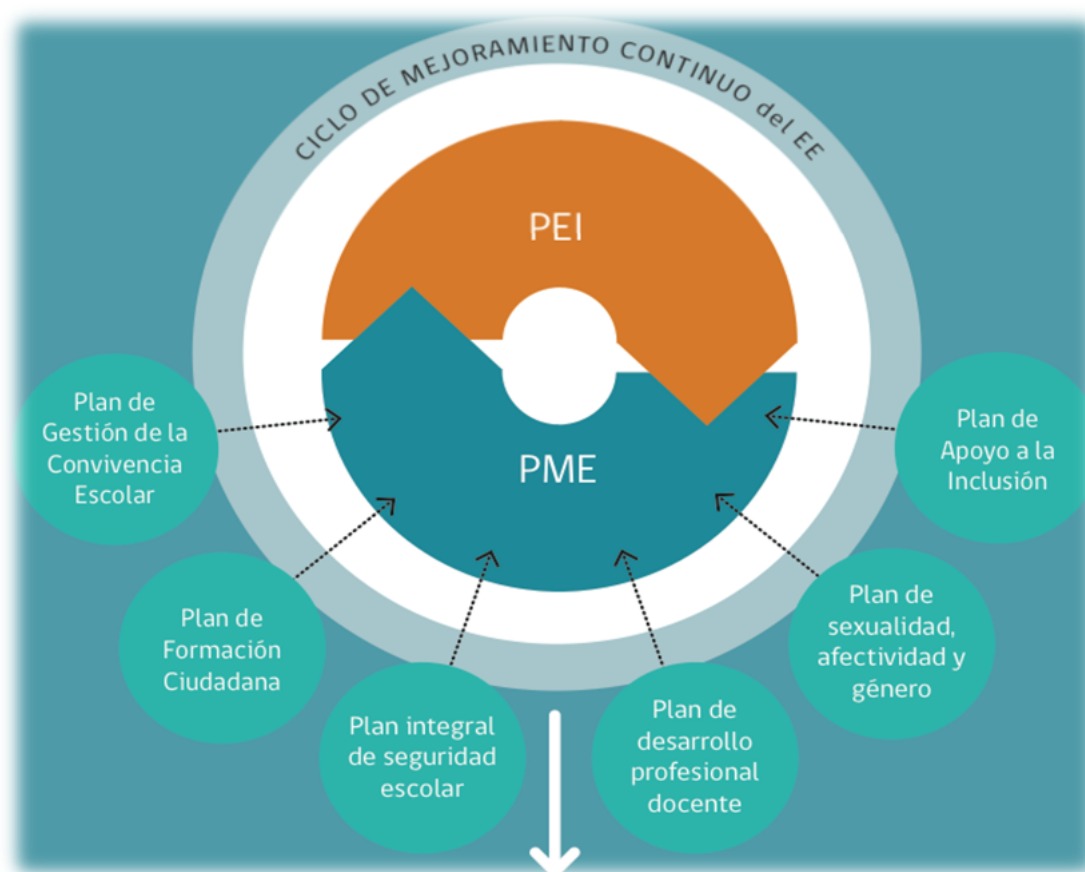 CICLO DE MEJORAMIENTO CONTINUO del EE
PEI
PME
Plan de
Gestión de la
Convivencia
Escolar
Plan de
Formación
Ciudadana
Plan integral
de seguridad
escolar
Plan de
desarrollo
profesional
docente
Plan de
sexualidad,
afectividad y
género
Plan de
Apoyo a la
Inclusión